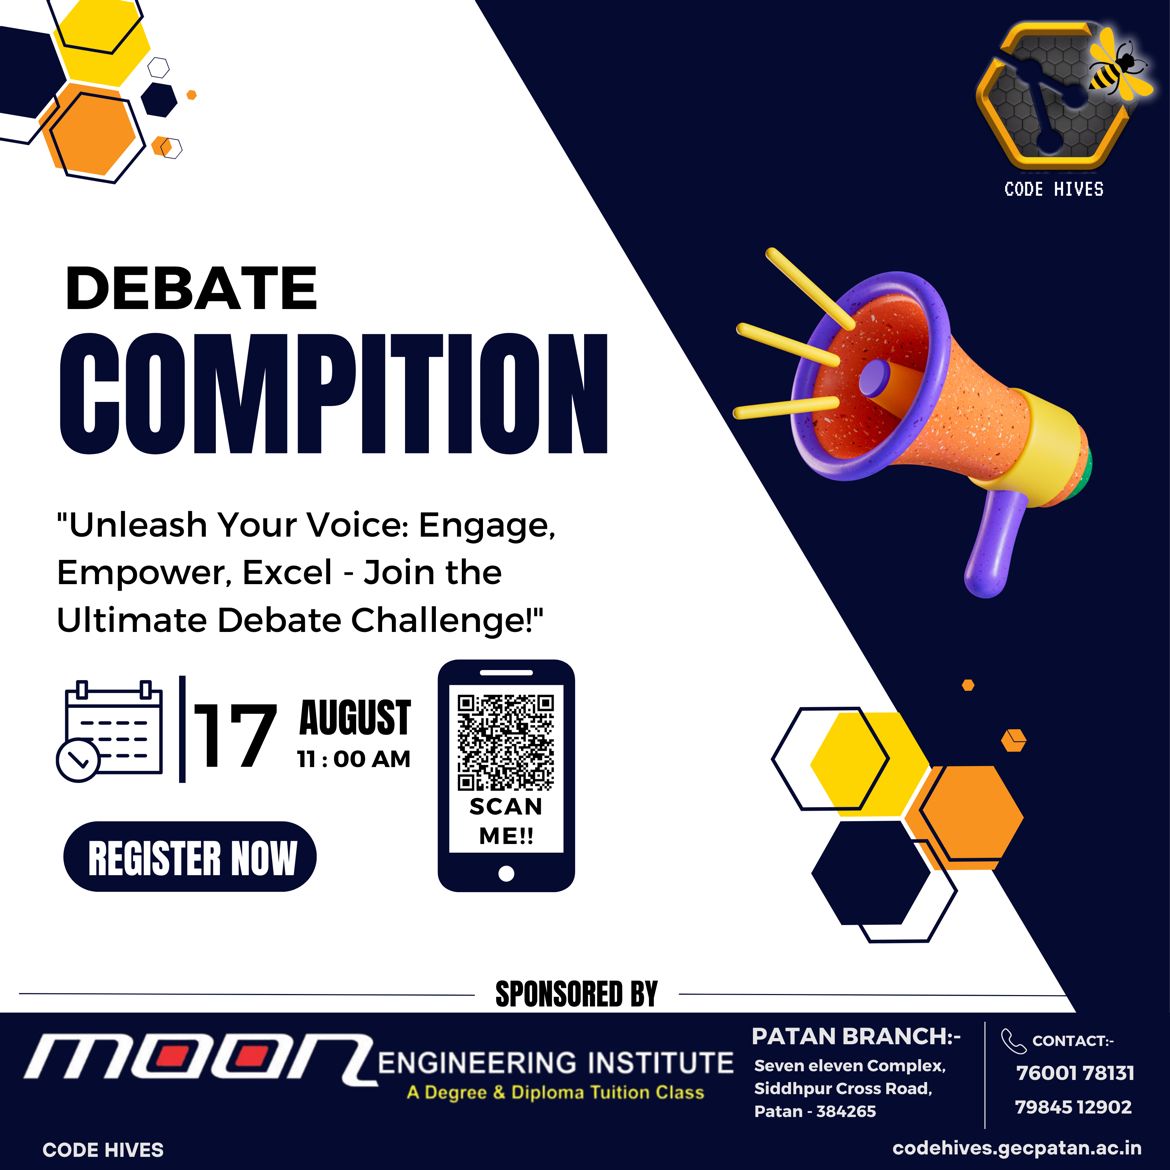 CODE HIVES
DEBATE
COMPITION
"Unleash Your Voice: Engage,
Empower, Excel - Join the
Ultimate Debate Challenge!"
17
AUGUST
11 : 00 AM
SCAN
ME!!
REGISTER NOW
SPONSORED BY
moon ENGINEERING INSTITUTE
A Degree & Diploma Tuition Class
PATAN BRANCH:-
Seven eleven Complex,
Siddhpur Cross Road,
Patan - 384265
CONTACT:-
76001 78131
79845 12902
CODE HIVES
codehives.gecpatan.ac.in